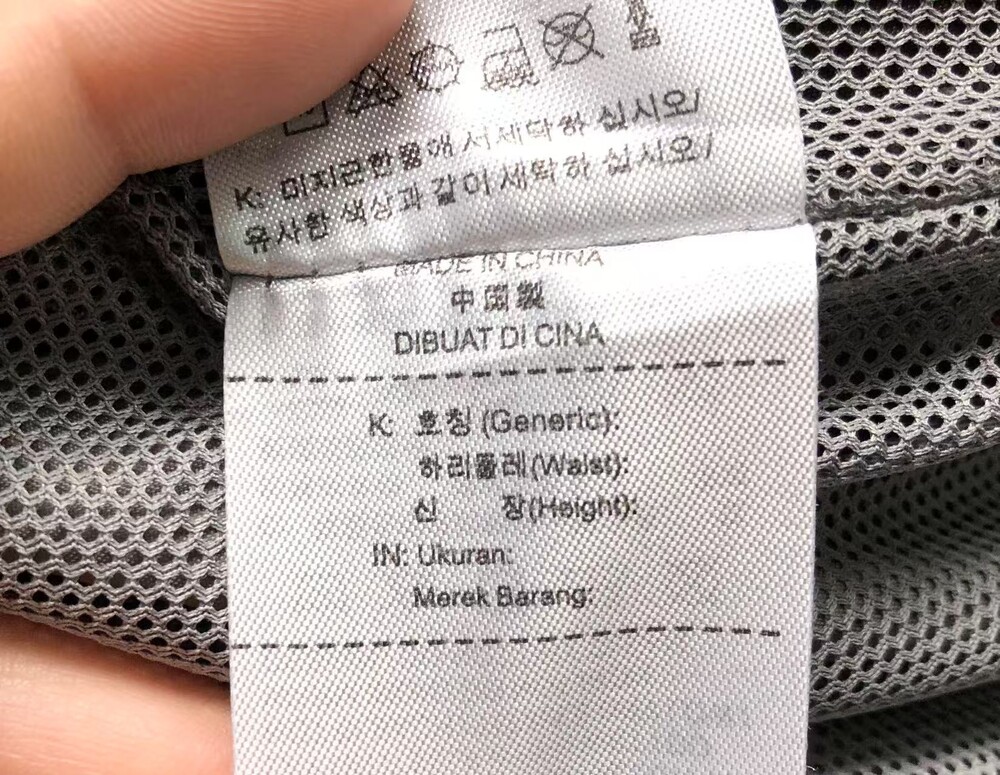 K: 미지근한물에서세탁하 십시오/
유사한 색상과 같이세탁하 십시오/
MADE IN CHINA
中國製
DIBUAT DI CINA
K: 호칭 (Generic):
허리둘레(Waist):
신 장(Height):
IN: Ukuran:
Merek Barang: